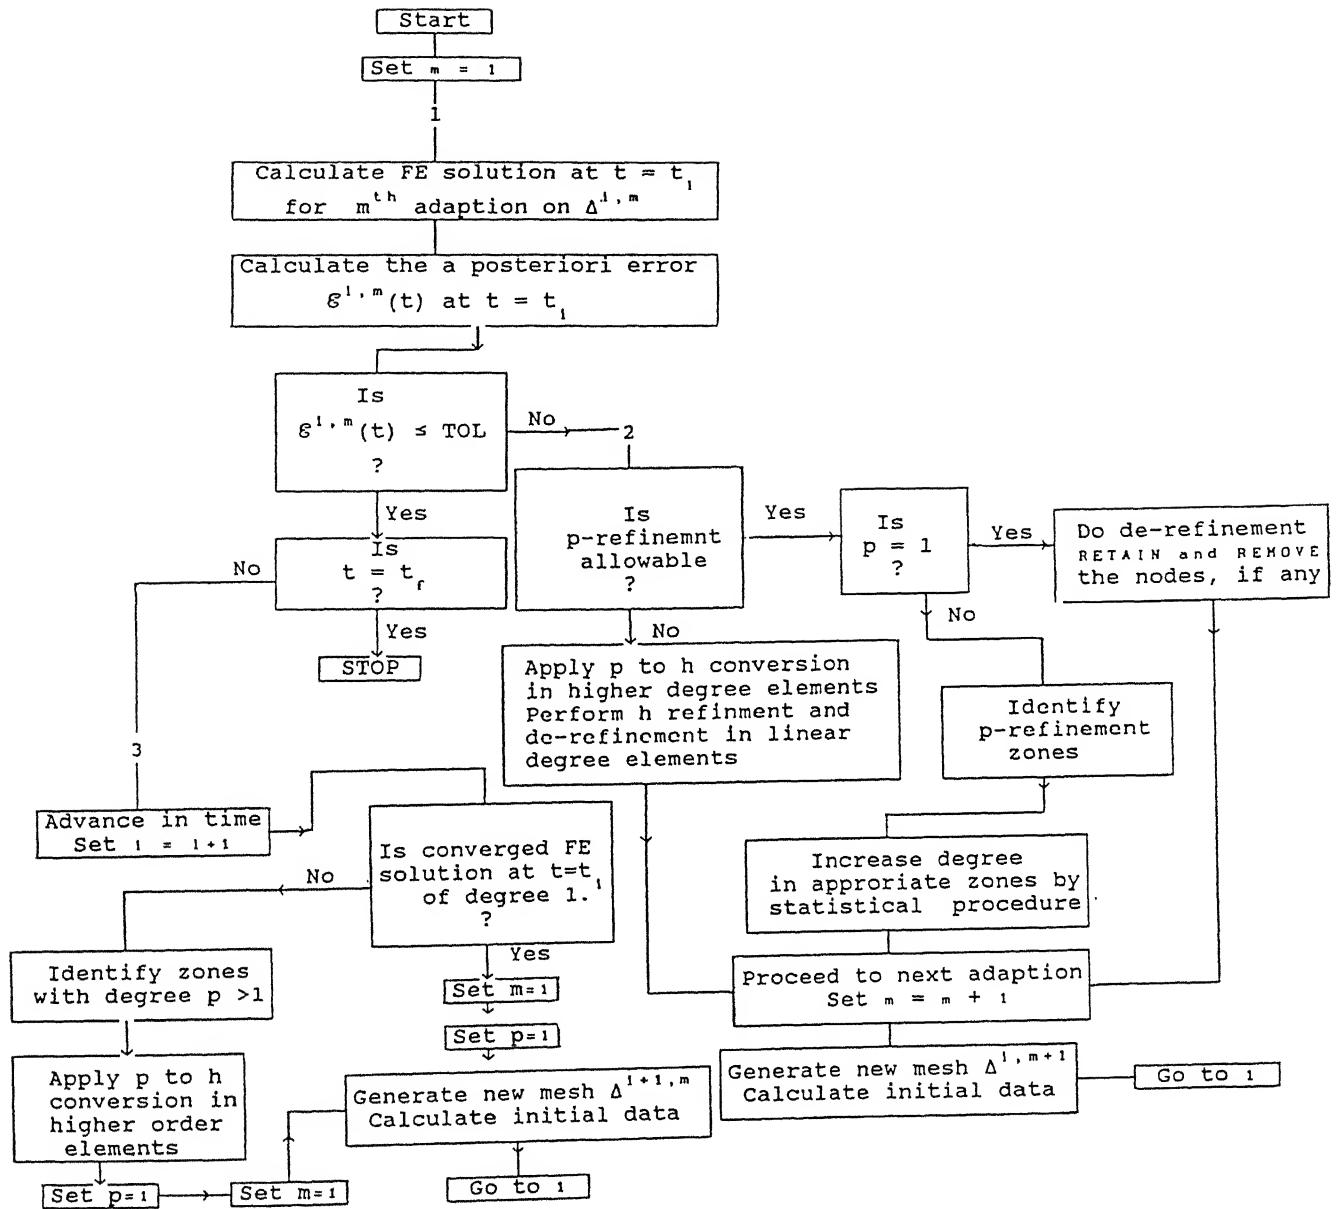 Start
Set m = 1
1
Calculate FE solution at t = t_i
for m^th adaption on Δ^i,m
Calculate the a posteriori error
ℰ^i,m(t) at t = t_i
Is
ℰ^i,m(t) ≤ TOL
?
No
2
Yes
Is
t = t_f
?
No
Yes
STOP
Is
p-refinemnt
allowable
?
Yes
No
Is
p = 1
?
Yes
No
Do de-refinement
RETAIN and REMOVE
the nodes, if any
Apply p to h conversion
in higher degree elements
Perform h refinment and
de-refinement in linear
degree elements
Identify
p-refinement
zones
3
Advance in time
Set i = i+1
Is converged FE
solution at t=t_i
of degree 1.
?
No
Yes
Increase degree
in approriate zones by
statistical procedure
Identify zones
with degree p >1
Set m=1
Set p=1
Proceed to next adaption
Set m = m + 1
Apply p to h
conversion in
higher order
elements
Generate new mesh Δ^i+1,m
Calculate initial data
Generate new mesh Δ^i,m+1
Calculate initial data
Go to 1
Set p=1
Set m=1
Go to 1